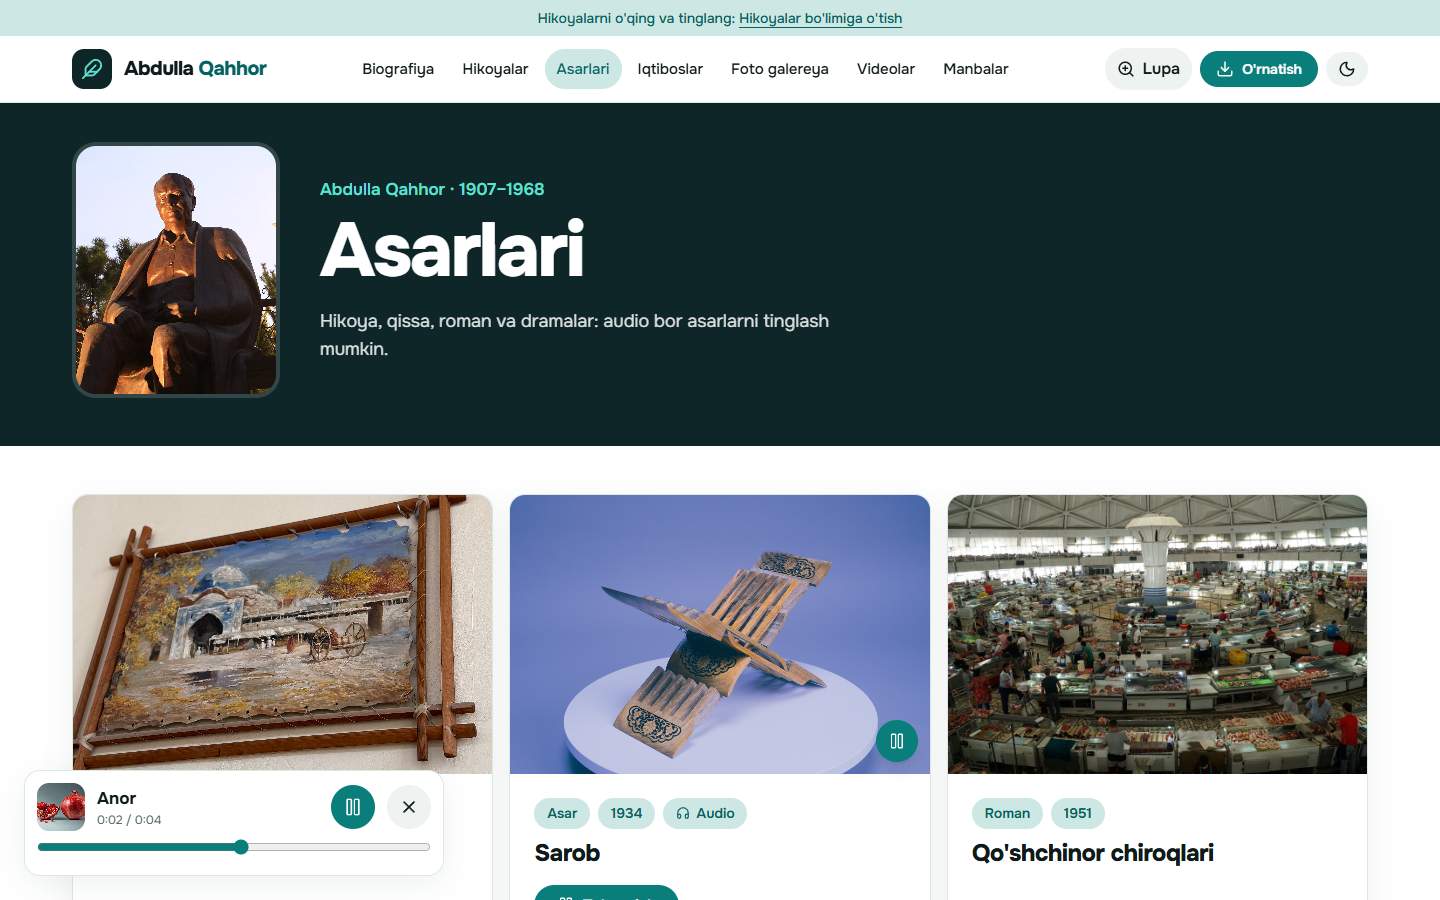 Hikoyalarni o'qing va tinglang: Hikoyalar bo'limiga o'tish
Abdulla Qahhor
Biografiya
Hikoyalar
Asarlari
Iqtiboslar
Foto galereya
Videolar
Manbalar
Lupa
O'rnatish
Abdulla Qahhor · 1907–1968
Asarlari
Hikoya, qissa, roman va dramalar: audio bor asarlarni tinglash
mumkin.
Anor
0:02 / 0:04
Asar
1934
Audio
Sarob
Roman
1951
Qo'shchinor chiroqlari